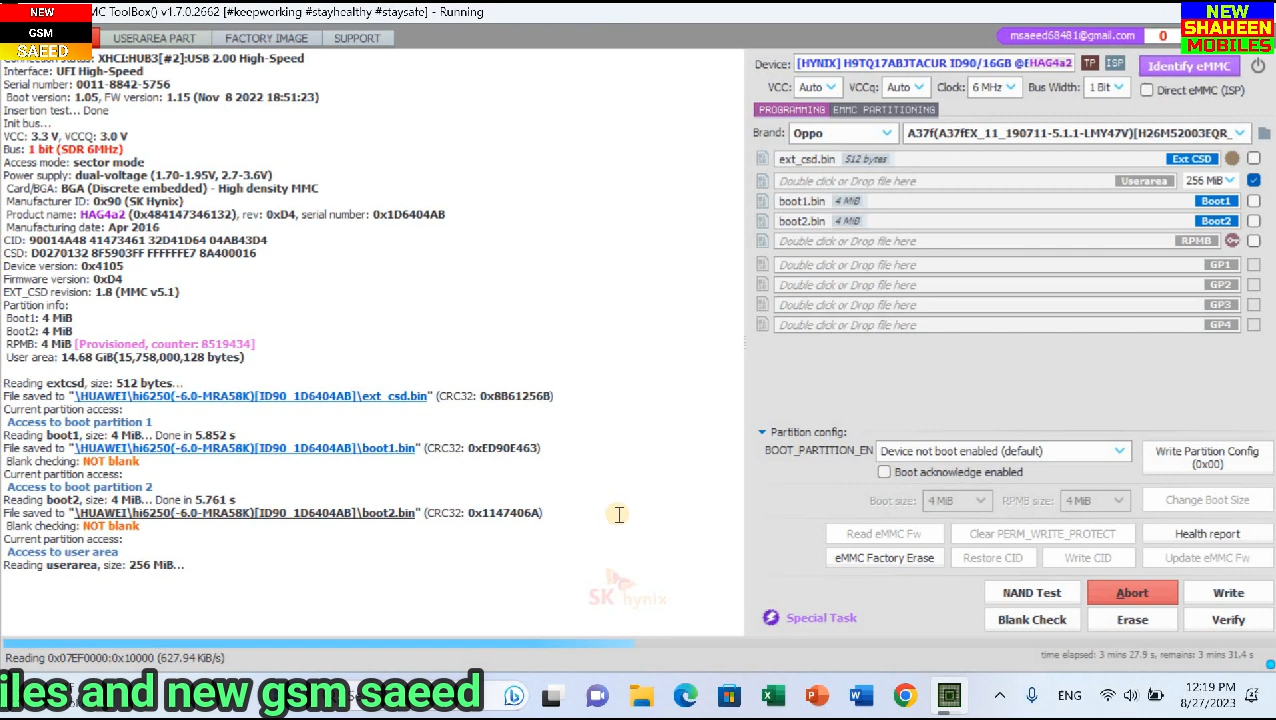 NEW
GSM
SAEED
MC ToolBox() v1.7.0.2662 [#keepworking #stayhealthy #staysafe] - Running
NEW
SHAHEEN
MOBILES
USERAREA PART
FACTORY IMAGE
SUPPORT
msaeed68481@gmail.com
0
Connection status: XHCI:HUB3[#2]:USB 2.00 High-Speed
Interface: UFI High-Speed
Serial number: 0011-8842-5756
Boot version: 1.05, FW version: 1.15 (Nov 8 2022 18:51:23)
Insertion test... Done
Init bus...
VCC: 3.3 V, VCCQ: 3.0 V
Bus: 1 bit (SDR 6MHz)
Access mode: sector mode
Power supply: dual-voltage (1.70-1.95V, 2.7-3.6V)
Card/BGA: BGA (Discrete embedded) - High density MMC
Manufacturer ID: 0x90 (SK Hynix)
Product name: HAG4a2 (0x484147346132), rev: 0xD4, serial number: 0x1D6404AB
Manufacturing date: Apr 2016
CID: 90014A48 41473461 32D41D64 04AB43D4
CSD: D0270132 8F5903FF FFFFFFE7 8A400016
Device version: 0x4105
Firmware version: 0xD4
EXT_CSD revision: 1.8 (MMC v5.1)
Partition info:
Boot1: 4 MiB
Boot2: 4 MiB
RPMB: 4 MiB [Provisioned, counter: 8519434]
User area: 14.68 GiB(15,758,000,128 bytes)
Reading extcsd, size: 512 bytes...
File saved to "\HUAWEI\hi6250(-6.0-MRA58K)[ID90_1D6404AB]\ext_csd.bin" (CRC32: 0x8B61256B)
Current partition access:
Access to boot partition 1
Reading boot1, size: 4 MiB... Done in 5.852 s
File saved to "\HUAWEI\hi6250(-6.0-MRA58K)[ID90_1D6404AB]\boot1.bin" (CRC32: 0xED90E463)
Blank checking: NOT blank
Current partition access:
Access to boot partition 2
Reading boot2, size: 4 MiB... Done in 5.761 s
File saved to "\HUAWEI\hi6250(-6.0-MRA58K)[ID90_1D6404AB]\boot2.bin" (CRC32: 0x1147406A)
Blank checking: NOT blank
Current partition access:
Access to user area
Reading userarea, size: 256 MiB...
SK hynix
Device: [HYNIX] H9TQ17ABJTACUR ID90/16GB @[HAG4a2 TP ISP Identify eMMC
VCC: Auto VCCq: Auto Clock: 6 MHz Bus Width: 1 Bit Direct eMMC (ISP)
PROGRAMMING EMMC PARTITIONING
Brand: Oppo A37f(A37fEX_11_190711-5.1.1-LMY47V)[H26M52003EQR_
ext_csd.bin 512 bytes Ext CSD
Double click or Drop file here Userarea 256 MiB
boot1.bin 4 MiB Boot1
boot2.bin 4 MiB Boot2
Double click or Drop file here RPMB
Double click or Drop file here GP1
Double click or Drop file here GP2
Double click or Drop file here GP3
Double click or Drop file here GP4
Partition config:
BOOT_PARTITION_EN Device not boot enabled (default) Write Partition Config (0x00)
Boot acknowledge enabled
Boot size: 4 MiB RPMB size: 4 MiB Change Boot Size
Read eMMC Fw Clear PERM_WRITE_PROTECT Health report
eMMC Factory Erase Restore CID Write CID Update eMMC Fw
NAND Test Abort Write
Special Task Blank Check Erase Verify
Reading 0x07EF0000:0x10000 (627.94 KiB/s)
time elapsed: 3 mins 27.9 s, remains: 3 mins 31.4 s
iles and new gsm saeed
ENG
12:19 PM
8/27/2023